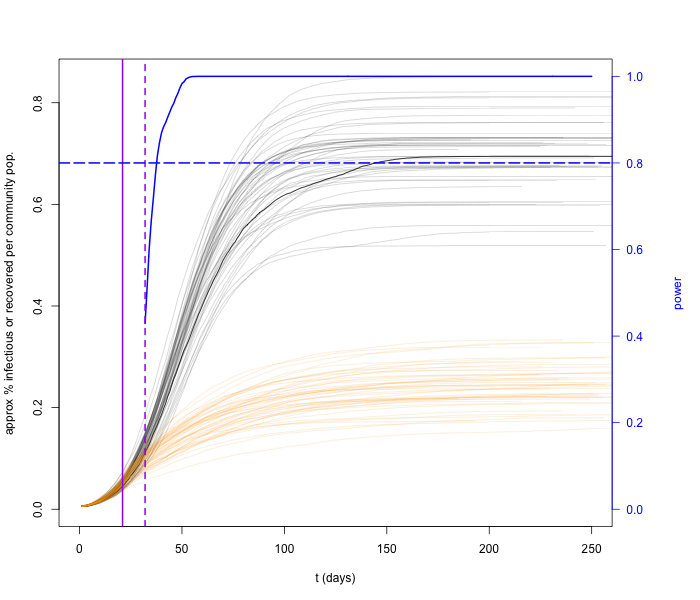 approx % infectious or recovered per community pop.
0.8
0.6
0.4
0.2
0.0
1.0
0.8
0.6
0.4
0.2
0.0
power
0 50 100 150 200 250
t (days)